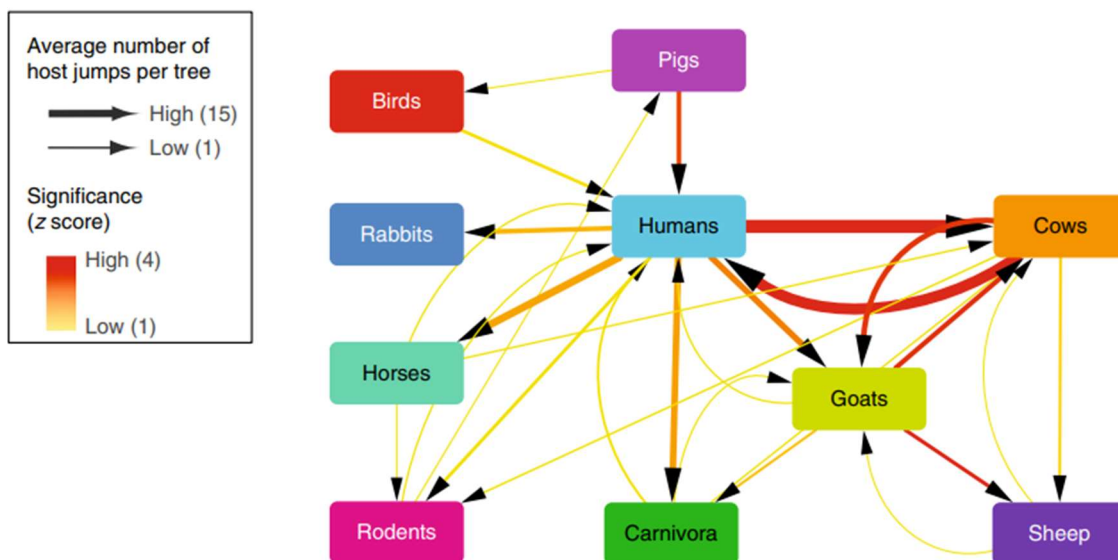 Average number of
host jumps per tree
High (15)
Low (1)
Significance
(z score)
High (4)
Low (1)
Pigs
Birds
Rabbits
Humans
Cows
Horses
Goats
Rodents
Carnivora
Sheep